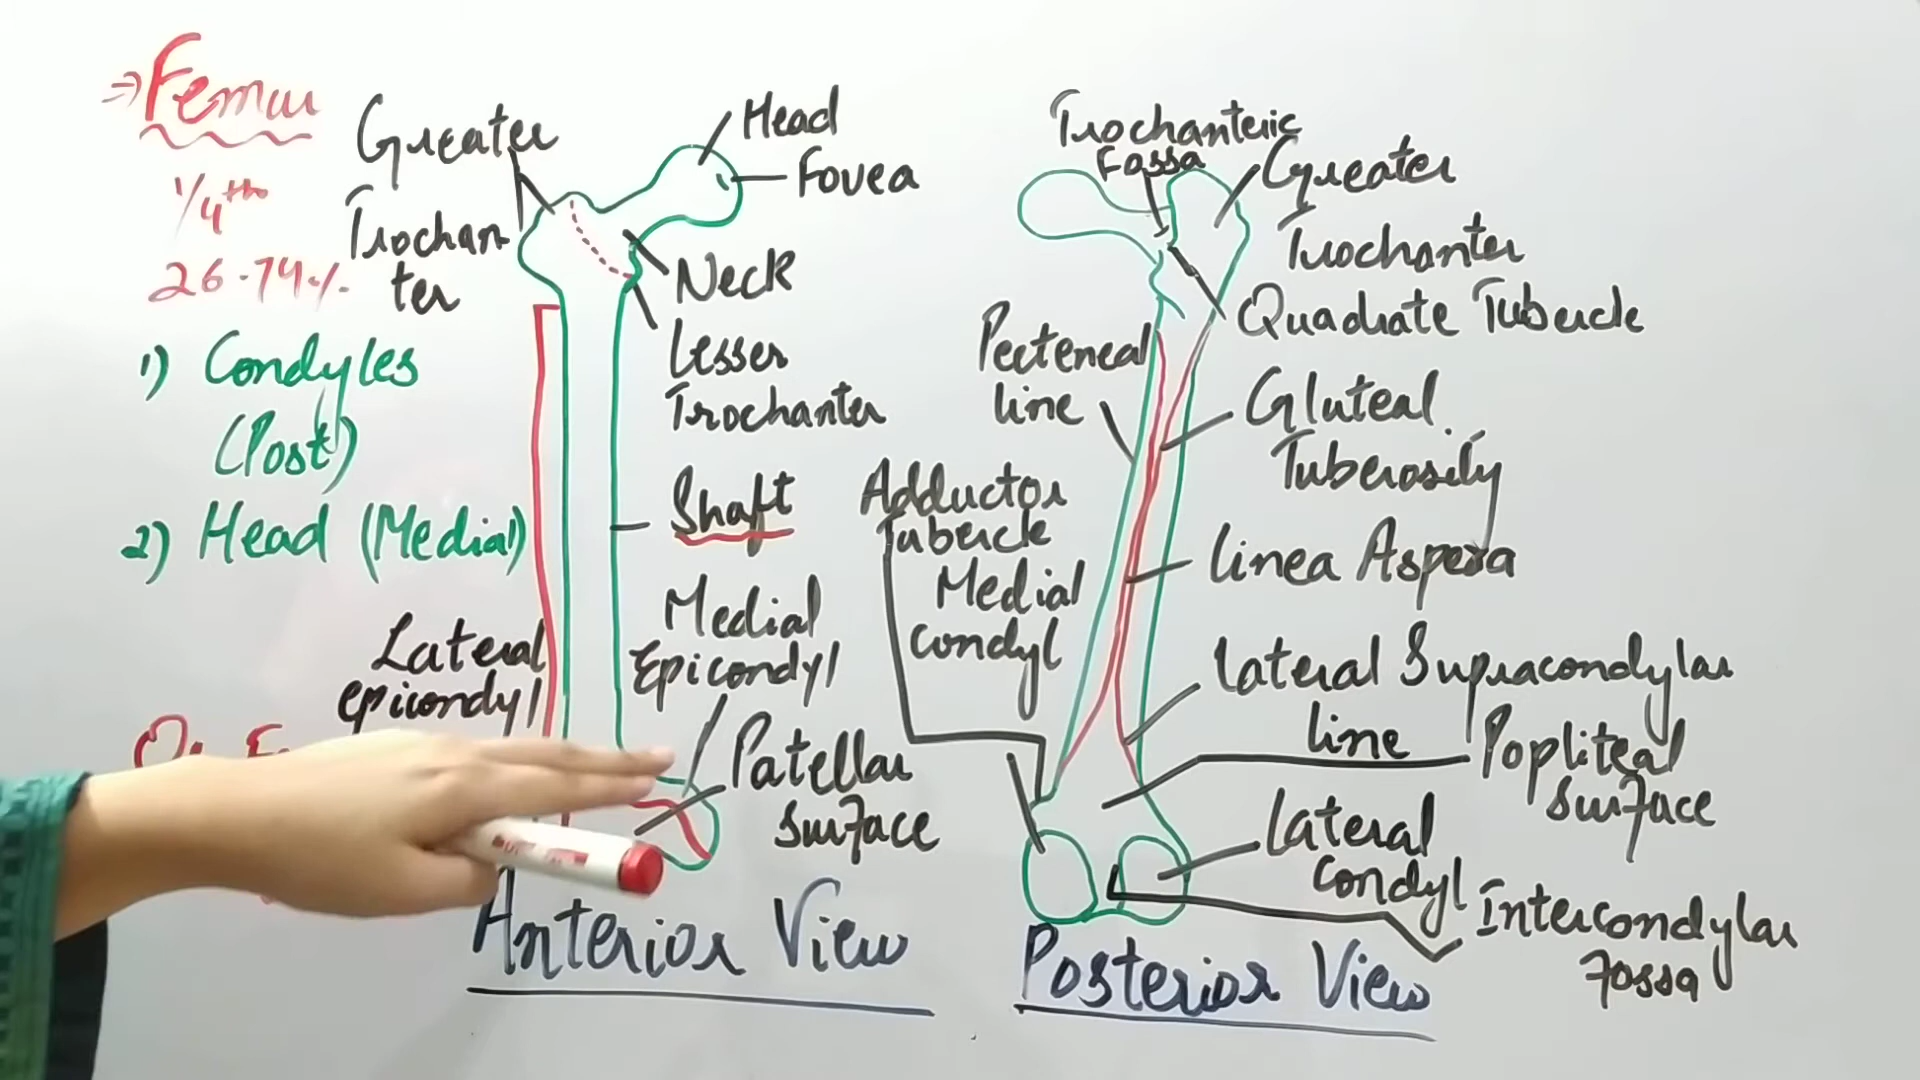 ⇒ Femur
1/4th
26.74%
1) Condyles
(Post)
2) Head (Medial)
Greater
Trochan
ter
Head
Fovea
Neck
Lesser
Trochanter
Shaft
Medial
Epicondyl
Lateral
epicondyl
Patellar
Surface
Anterior View
Trochanteric
Fossa
Greater
Trochanter
Quadrate Tubercle
Pecteneal
line
Gluteal
Tuberosity
Adductor
Tubercle
Medial
Condyl
Linea Aspera
Lateral Supracondylar
line
Popliteal
Surface
Lateral
Condyl
Intercondylar
Fossa
Posterior View